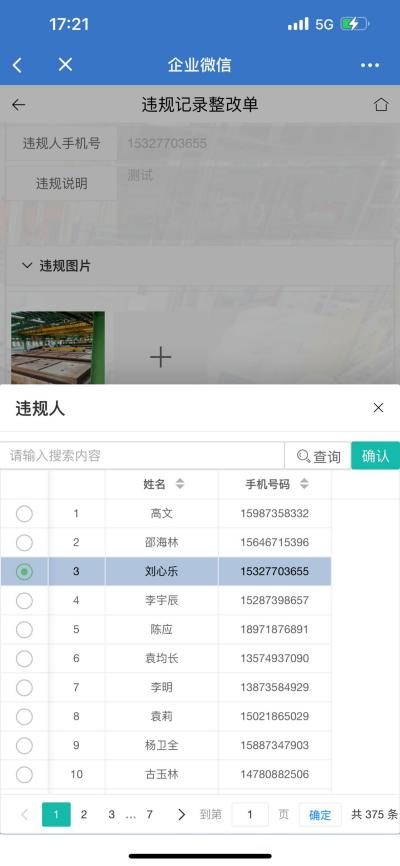 17:21 5G
企业微信
违规记录整改单
违规人手机号 15327703655
违规说明 测试
违规图片
违规人
请输入搜索内容 查询 确认
姓名 手机号码
1 高文 15987358332
2 邵海林 15646715396
3 刘心乐 15327703655
4 李宇辰 15287398657
5 陈应 18971876891
6 袁均长 13574937090
7 李明 13873584929
8 袁莉 15021865029
9 杨卫全 15887347903
10 古玉林 14780882506
1 2 3 ... 7 到第 1 页 确定 共 375 条